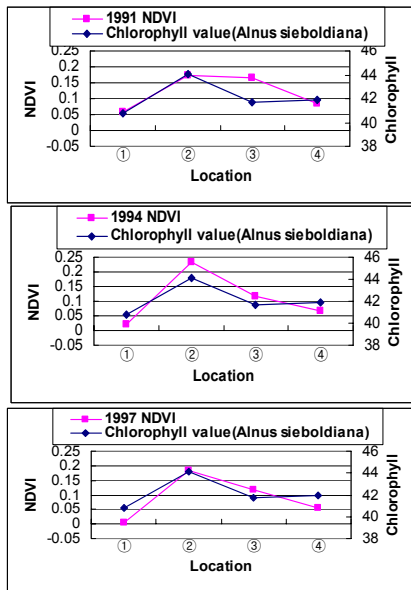 1991 NDVI
Chlorophyll value(Alnus sieboldiana)
0.25
0.2
0.15
0.1
0.05
0
-0.05
46
44
42
40
38
NDVI
Chlorophyll
① ② ③ ④
Location
1994 NDVI
Chlorophyll value(Alnus sieboldiana)
0.25
0.2
0.15
0.1
0.05
0
-0.05
46
44
42
40
38
NDVI
Chlorophyll
① ② ③ ④
Location
1997 NDVI
Chlorophyll value(Alnus sieboldiana)
0.25
0.2
0.15
0.1
0.05
0
-0.05
46
44
42
40
38
NDVI
Chlorophyll
① ② ③ ④
Location